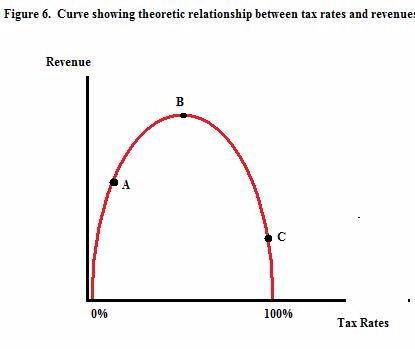 Figure 6. Curve showing theoretic relationship between tax rates and revenues
Revenue
B
A
C
0%
100%
Tax Rates